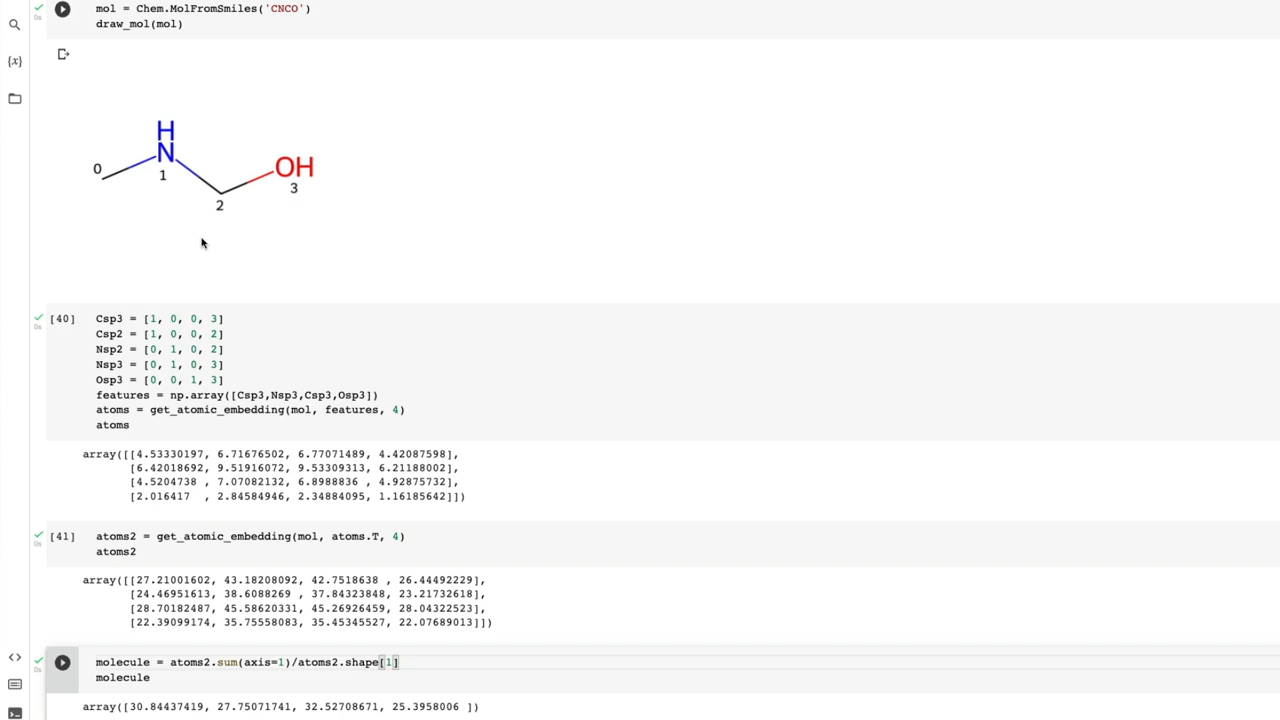 mol = Chem.MolFromSmiles('CNCO')
0s
draw_mol(mol)
{x}
H
N
0
1
OH
3
2
[40] Csp3 = [1, 0, 0, 3]
0s
Csp2 = [1, 0, 0, 2]
Nsp2 = [0, 1, 0, 2]
Nsp3 = [0, 1, 0, 3]
Osp3 = [0, 0, 1, 3]
features = np.array([Csp3,Nsp3,Csp3,Osp3])
atoms = get_atomic_embedding(mol, features, 4)
atoms
array([[4.53330197, 6.71676502, 6.77071489, 4.42087598],
[6.42018692, 9.51916072, 9.53309313, 6.21188002],
[4.5204738 , 7.07082132, 6.8988836 , 4.92875732],
[2.016417 , 2.84584946, 2.34884095, 1.16185642]])
[41] atoms2 = get_atomic_embedding(mol, atoms.T, 4)
0s
atoms2
array([[27.21001602, 43.18208092, 42.7518638 , 26.44492229],
[24.46951613, 38.6088269 , 37.84323848, 23.21732618],
[28.70182487, 45.58620331, 45.26926459, 28.04322523],
[22.39099174, 35.75558083, 35.45345527, 22.07689013]])
<> molecule = atoms2.sum(axis=1)/atoms2.shape[1]
0s
molecule
array([30.84437419, 27.75071741, 32.52708671, 25.3958006 ])